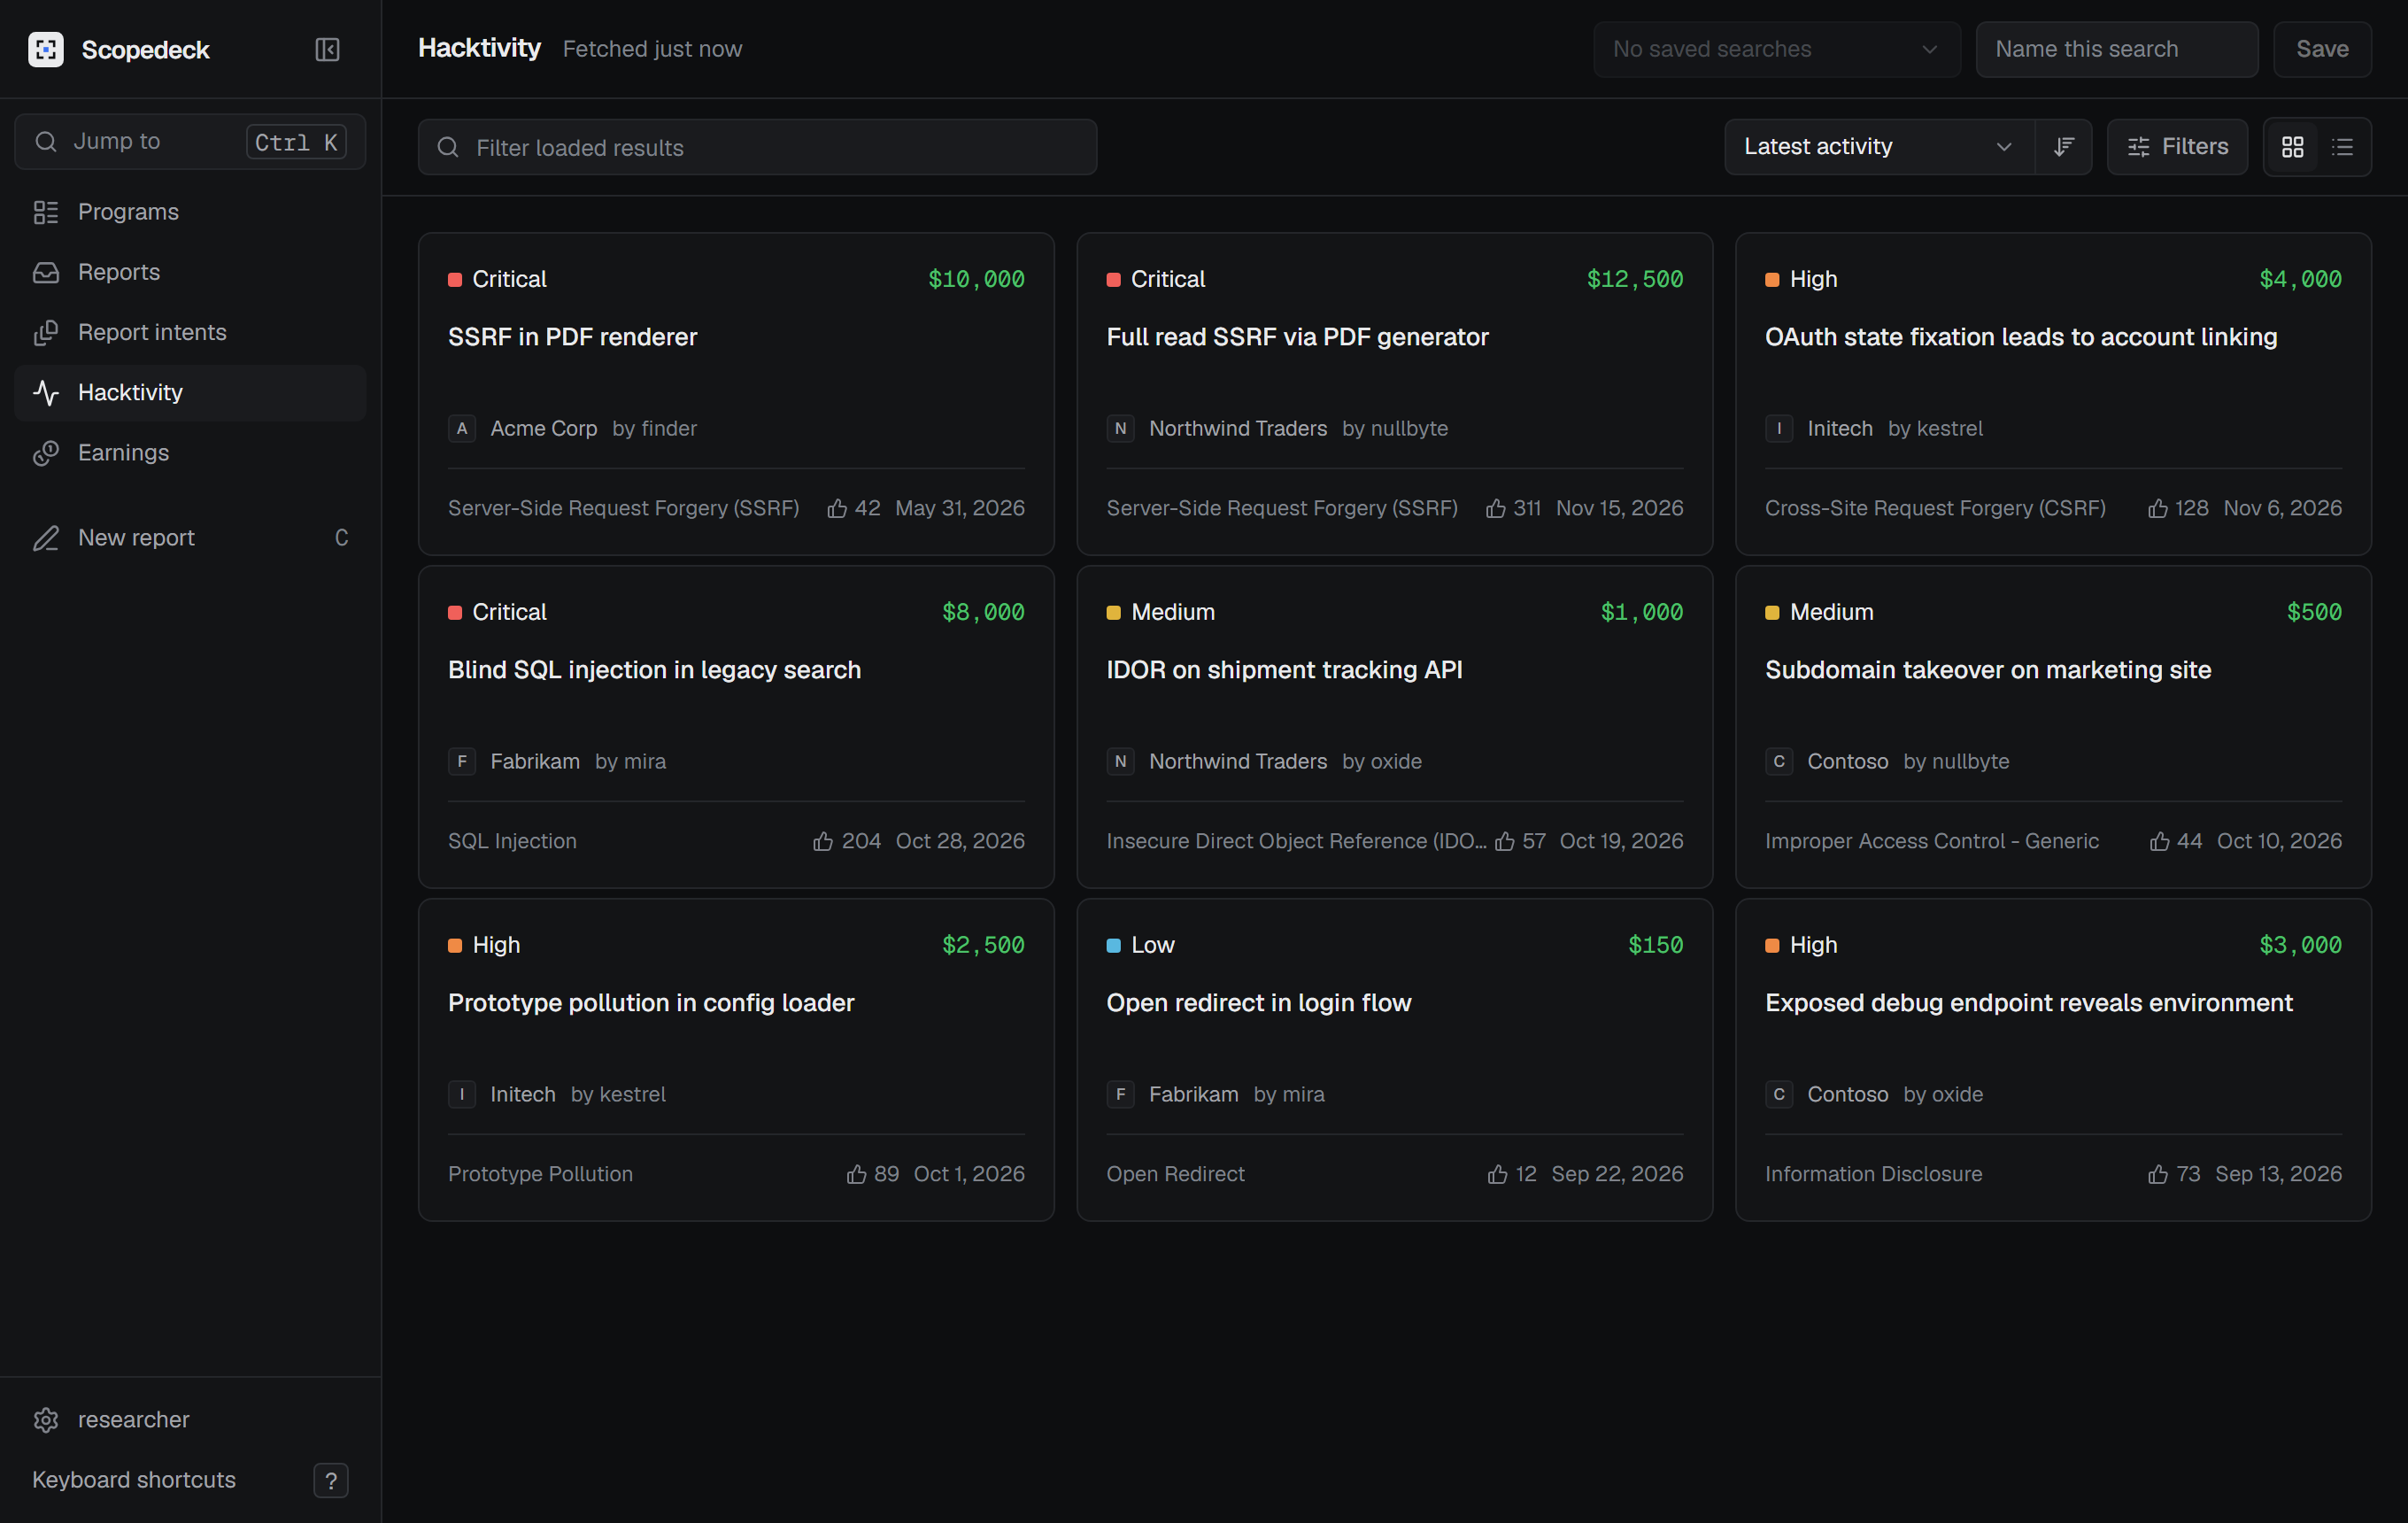 Scopedeck
Jump to Ctrl K
Programs
Reports
Report intents
Hacktivity
Earnings
New report C
researcher
Keyboard shortcuts ?
Hacktivity Fetched just now
No saved searches Name this search Save
Filter loaded results Latest activity Filters
Critical $10,000
SSRF in PDF renderer
A Acme Corp by finder
Server-Side Request Forgery (SSRF) 42 May 31, 2026
Critical $12,500
Full read SSRF via PDF generator
N Northwind Traders by nullbyte
Server-Side Request Forgery (SSRF) 311 Nov 15, 2026
High $4,000
OAuth state fixation leads to account linking
I Initech by kestrel
Cross-Site Request Forgery (CSRF) 128 Nov 6, 2026
Critical $8,000
Blind SQL injection in legacy search
F Fabrikam by mira
SQL Injection 204 Oct 28, 2026
Medium $1,000
IDOR on shipment tracking API
N Northwind Traders by oxide
Insecure Direct Object Reference (IDO... 57 Oct 19, 2026
Medium $500
Subdomain takeover on marketing site
C Contoso by nullbyte
Improper Access Control - Generic 44 Oct 10, 2026
High $2,500
Prototype pollution in config loader
I Initech by kestrel
Prototype Pollution 89 Oct 1, 2026
Low $150
Open redirect in login flow
F Fabrikam by mira
Open Redirect 12 Sep 22, 2026
High $3,000
Exposed debug endpoint reveals environment
C Contoso by oxide
Information Disclosure 73 Sep 13, 2026